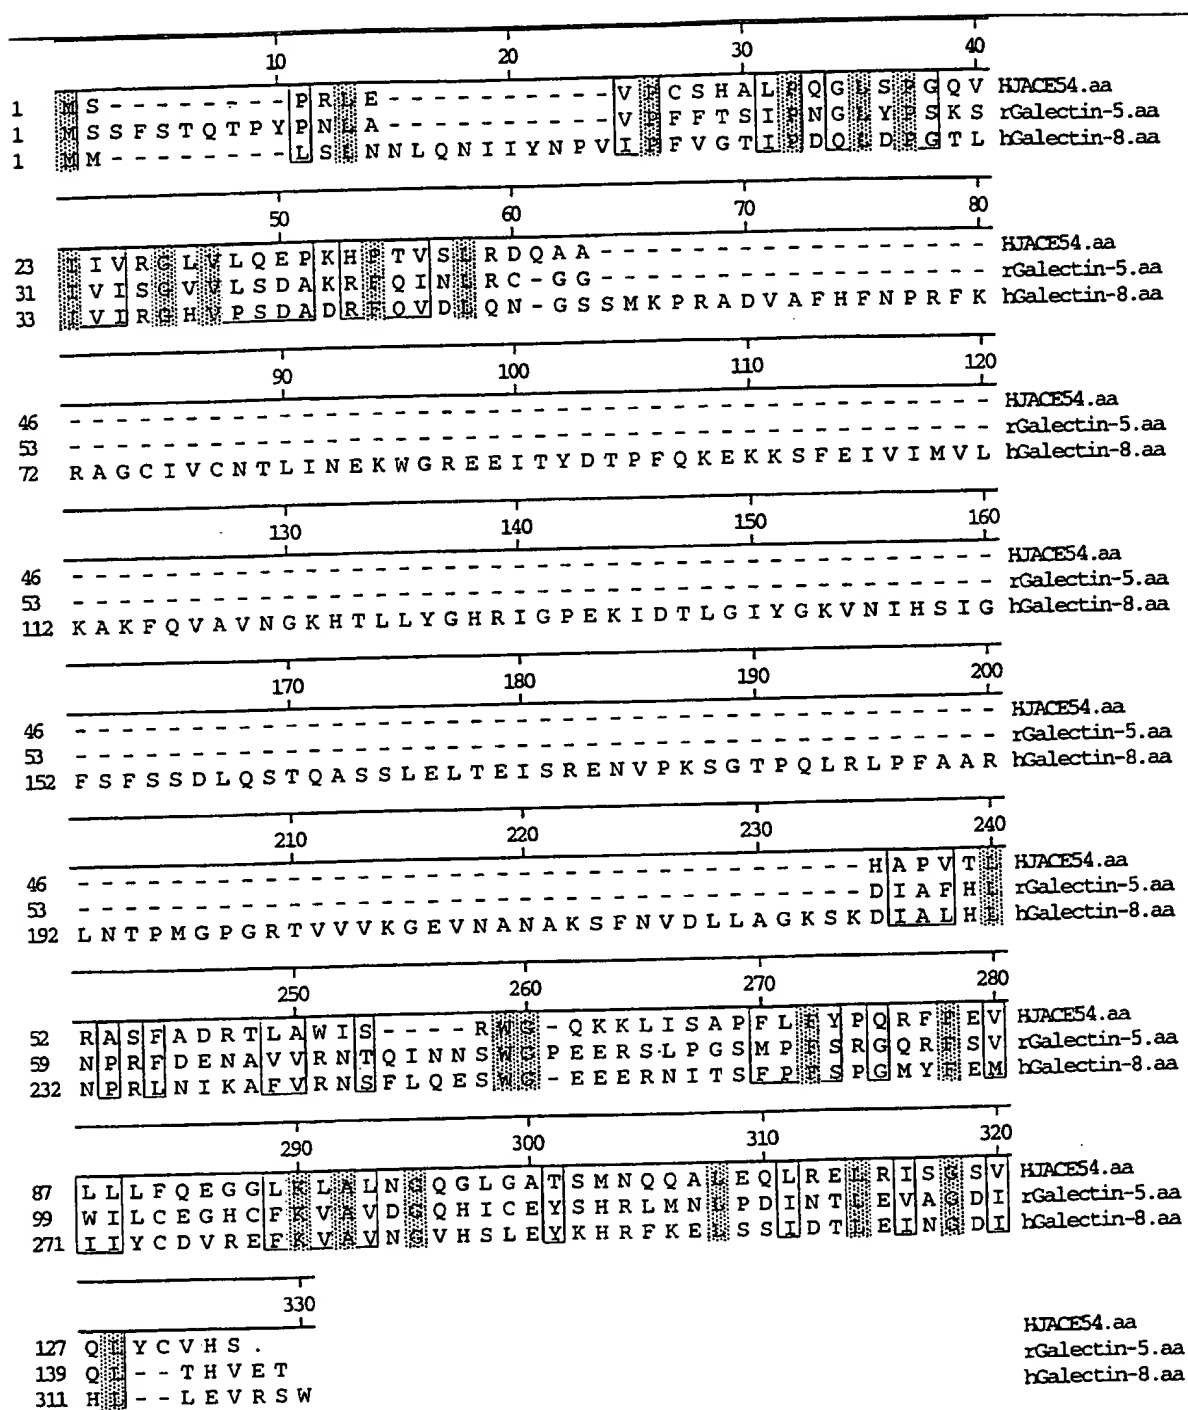 10 20 30 40
1 M S - - - - - - - - P R L E - - - - - - - - - - V P C S H A L P Q G L S P G Q V HJACE54.aa
1 M S S F S T Q T P Y P N L A - - - - - - - - - - V P F F T S I P N G L Y P S K S rGalectin-5.aa
1 M M - - - - - - - - L S L N N L Q N I I Y N P V I P F V G T I P D Q L D P G T L hGalectin-8.aa
50 60 70 80
23 I I V R G L V L Q E P K H P T V S L R D Q A A - - - - - - - - - - - - - - - - - HJACE54.aa
31 I V I S G V V L S D A K R F Q I N L R C - G G - - - - - - - - - - - - - - - - - rGalectin-5.aa
33 I V I R G H V P S D A D R F Q V D L Q N - G S S M K P R A D V A F H F N P R F K hGalectin-8.aa
90 100 110 120
46 - - - - - - - - - - - - - - - - - - - - - - - - - - - - - - - - - - - - - - - - HJACE54.aa
53 - - - - - - - - - - - - - - - - - - - - - - - - - - - - - - - - - - - - - - - - rGalectin-5.aa
72 R A G C I V C N T L I N E K W G R E E I T Y D T P F Q K E K K S F E I V I M V L hGalectin-8.aa
130 140 150 160
46 - - - - - - - - - - - - - - - - - - - - - - - - - - - - - - - - - - - - - - - - HJACE54.aa
53 - - - - - - - - - - - - - - - - - - - - - - - - - - - - - - - - - - - - - - - - rGalectin-5.aa
112 K A K F Q V A V N G K H T L L Y G H R I G P E K I D T L G I Y G K V N I H S I G hGalectin-8.aa
170 180 190 200
46 - - - - - - - - - - - - - - - - - - - - - - - - - - - - - - - - - - - - - - - - HJACE54.aa
53 - - - - - - - - - - - - - - - - - - - - - - - - - - - - - - - - - - - - - - - - rGalectin-5.aa
152 F S F S S D L Q S T Q A S S L E L T E I S R E N V P K S G T P Q L R L P F A A R hGalectin-8.aa
210 220 230 240
46 - - - - - - - - - - - - - - - - - - - - - - - - - - - - - - - - - - H A P V T L HJACE54.aa
53 - - - - - - - - - - - - - - - - - - - - - - - - - - - - - - - - - - D I A F H L rGalectin-5.aa
192 L N T P M G P G R T V V V K G E V N A N A K S F N V D L L A G K S K D I A L H L hGalectin-8.aa
250 260 270 280
52 R A S F A D R T L A W I S - - - - R W G - Q K K L I S A P F L F Y P Q R F F E V HJACE54.aa
59 N P R F D E N A V V R N T Q I N N S W G P E E R S L P G S M P F S R G Q R F S V rGalectin-5.aa
232 N P R L N I K A F V R N S F L Q E S W G - E E E R N I T S F P F S P G M Y F E M hGalectin-8.aa
290 300 310 320
87 L L L F Q E G G L K L A L N G Q G L G A T S M N Q Q A L E Q L R E L R I S G S V HJACE54.aa
99 W I L C E G H C F K V A V D G Q H I C E Y S H R L M N L P D I N T L E V A G D I rGalectin-5.aa
271 I I Y C D V R E F K V A V N G V H S L E Y K H R F K E L S S I D T L E I N G D I hGalectin-8.aa
330
127 Q L Y C V H S . HJACE54.aa
139 Q L - - T H V E T rGalectin-5.aa
311 H L - - L E V R S W hGalectin-8.aa